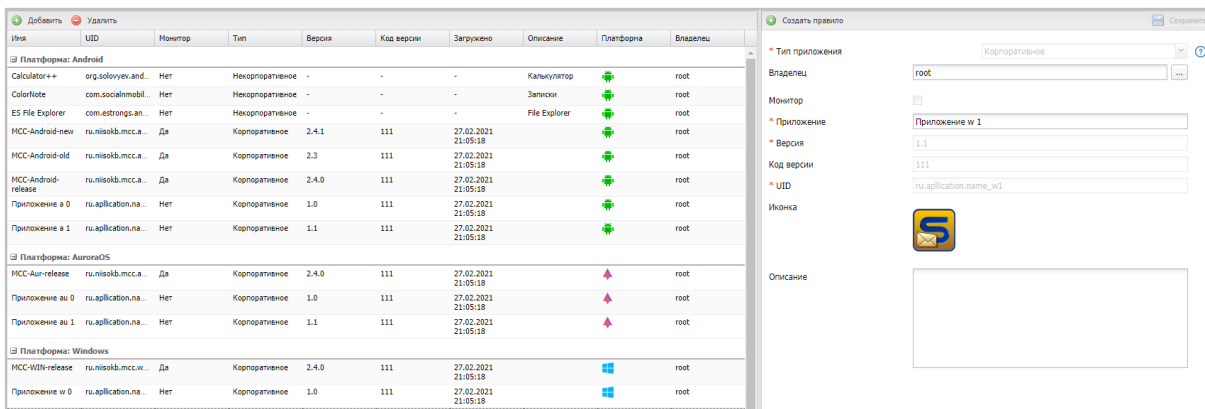 Добавить Удалить
Имя UID Монитор Тип Версия Код версии Загружено Описание Платформа Владелец
Платформа: Android
Calculator++ org.solovyev.and... Нет Некорпоративное - - - Калькулятор root
ColorNote com.socialnmobil... Нет Некорпоративное - - - Записки root
ES File Explorer com.estrongs.an... Нет Некорпоративное - - - File Explorer root
MCC-Android-new ru.niisokb.mcc.a... Да Корпоративное 2.4.1 111 27.02.2021 root
21:05:18
MCC-Android-old ru.niisokb.mcc.a... Да Корпоративное 2.3 111 27.02.2021 root
21:05:18
MCC-Android- ru.niisokb.mcc.a... Да Корпоративное 2.4.0 111 27.02.2021 root
release 21:05:18
Приложение a 0 ru.apllication.na... Нет Корпоративное 1.0 111 27.02.2021 root
21:05:18
Приложение a 1 ru.apllication.na... Нет Корпоративное 1.1 111 27.02.2021 root
21:05:18
Платформа: AuroraOS
MCC-Aur-release ru.niisokb.mcc.a... Да Корпоративное 2.4.0 111 27.02.2021 root
21:05:18
Приложение au 0 ru.apllication.na... Нет Корпоративное 1.0 111 27.02.2021 root
21:05:18
Приложение au 1 ru.apllication.na... Нет Корпоративное 1.1 111 27.02.2021 root
21:05:18
Платформа: Windows
MCC-WIN-release ru.niisokb.mcc.w... Да Корпоративное 2.4.0 111 27.02.2021 root
21:05:18
Приложение w 0 ru.apllication.na... Нет Корпоративное 1.0 111 27.02.2021 root
21:05:18
Создать правило Сохранить
* Тип приложения Корпоративное ?
Владелец root ...
Монитор
* Приложение Приложение w 1
* Версия 1.1
Код версии 111
* UID ru.apllication.name_w1
Иконка
S
Описание